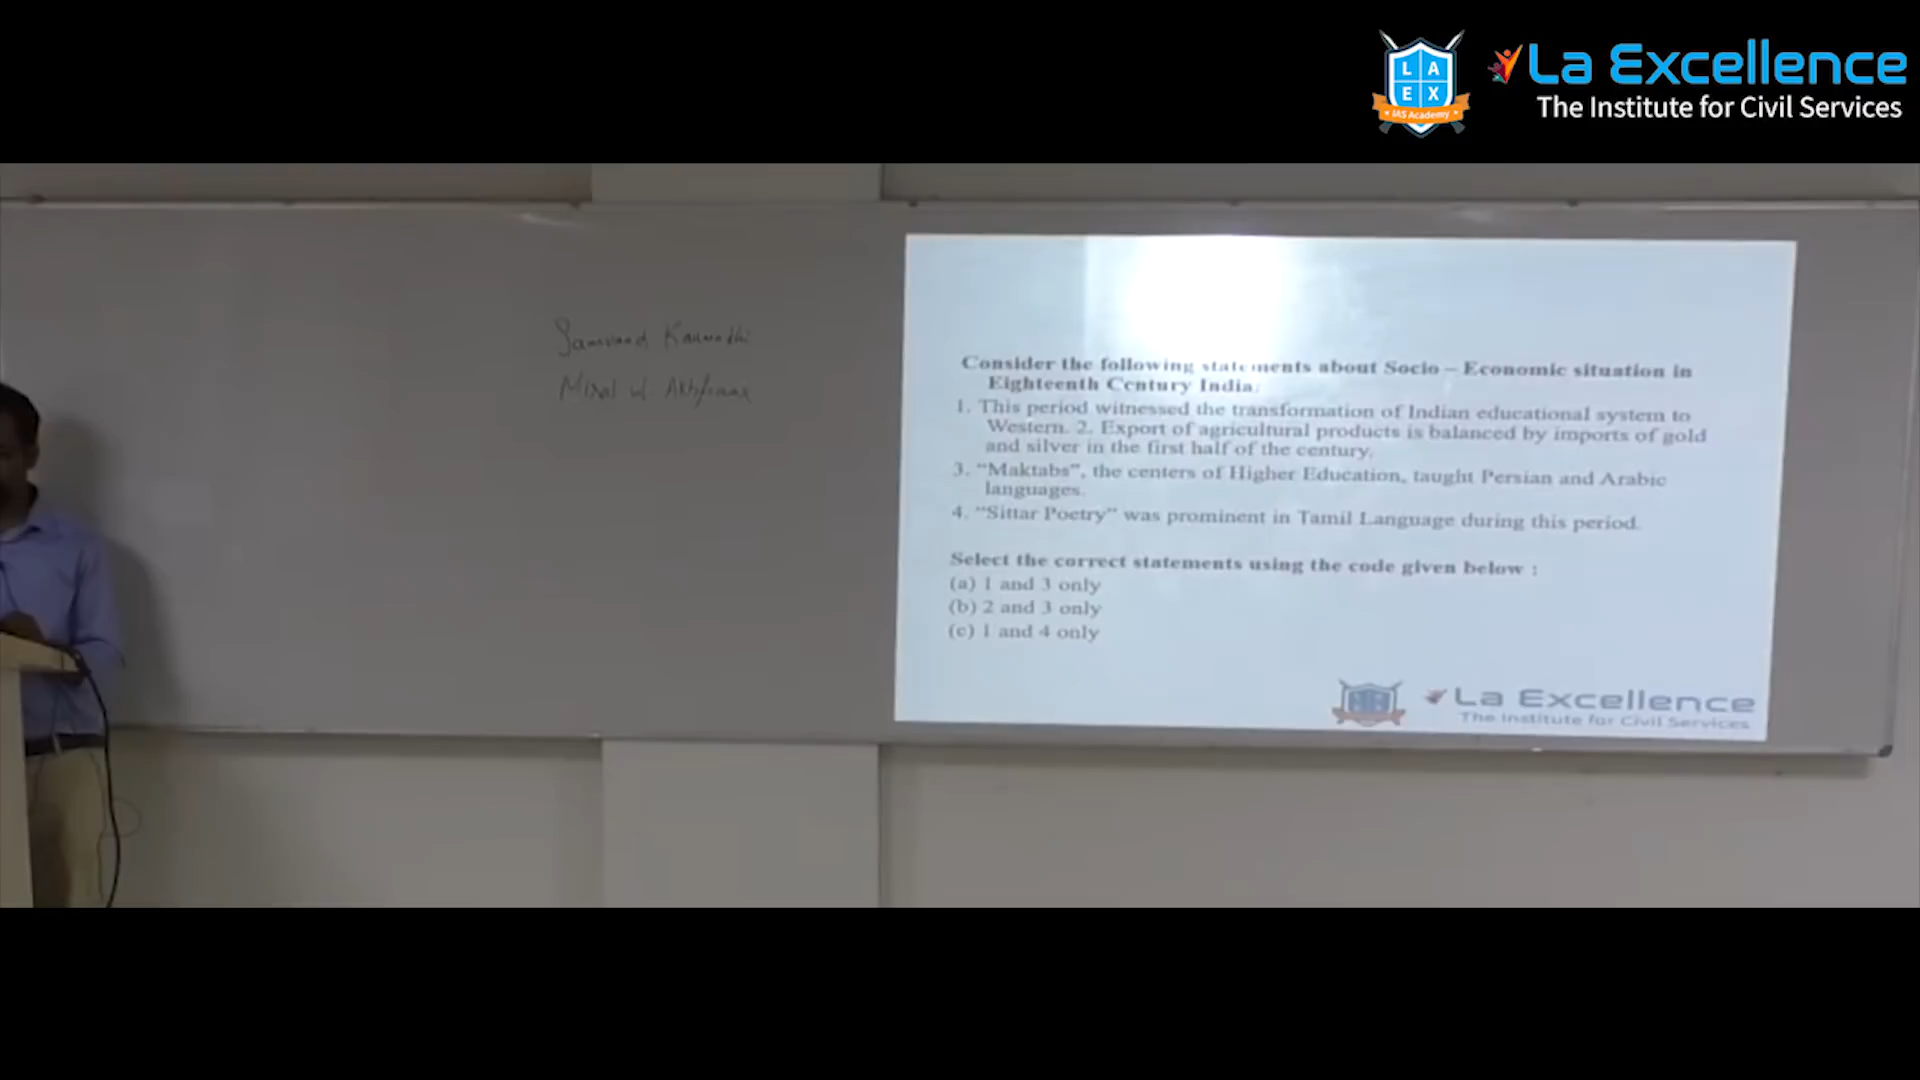 L A
E X
IAS Academy
La Excellence
The Institute for Civil Services
Consider the following statements about Socio – Economic situation in
Eighteenth Century India:
1. This period witnessed the transformation of Indian educational system to
Western. 2. Export of agricultural products is balanced by imports of gold
and silver in the first half of the century.
3. “Maktabs”, the centers of Higher Education, taught Persian and Arabic
languages.
4. “Sittar Poetry” was prominent in Tamil Language during this period.
Select the correct statements using the code given below :
(a) 1 and 3 only
(b) 2 and 3 only
(c) 1 and 4 only
La Excellence
The Institute for Civil Services